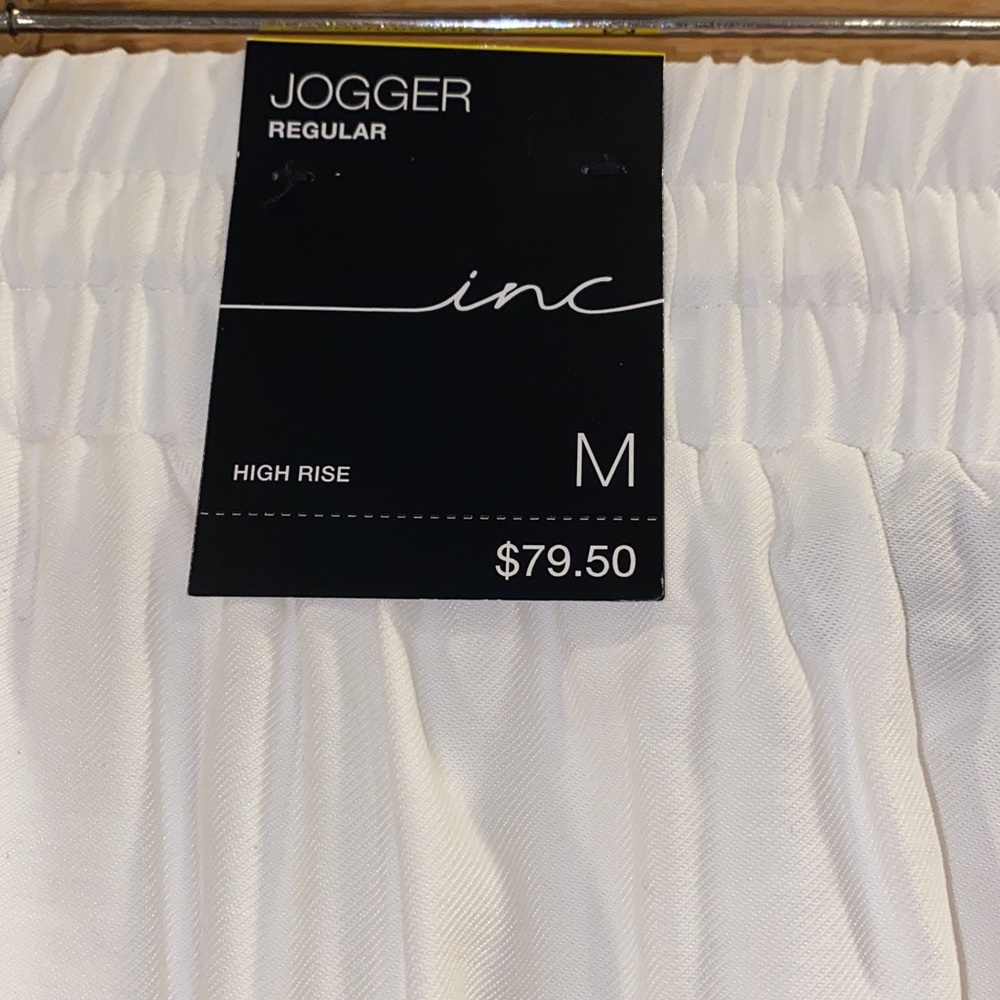 JOGGER
REGULAR
inc
HIGH RISE
M
$79.50